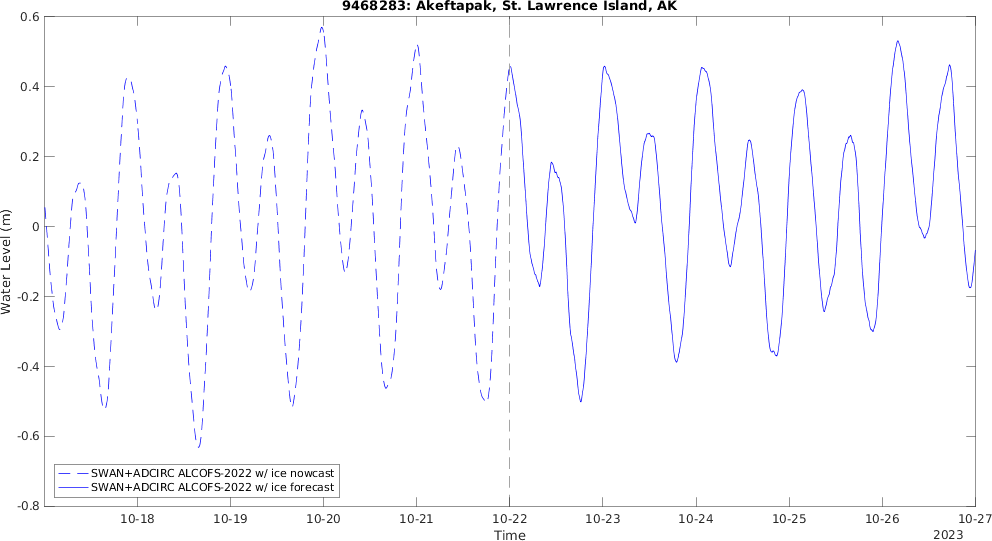 9468283: Akeftapak, St. Lawrence Island, AK
0.6
0.4
0.2
0
-0.2
-0.4
-0.6
-0.8
Water Level (m)
SWAN+ADCIRC ALCOFS-2022 w/ ice nowcast
SWAN+ADCIRC ALCOFS-2022 w/ ice forecast
10-18 10-19 10-20 10-21 10-22 10-23 10-24 10-25 10-26 10-27
Time
2023